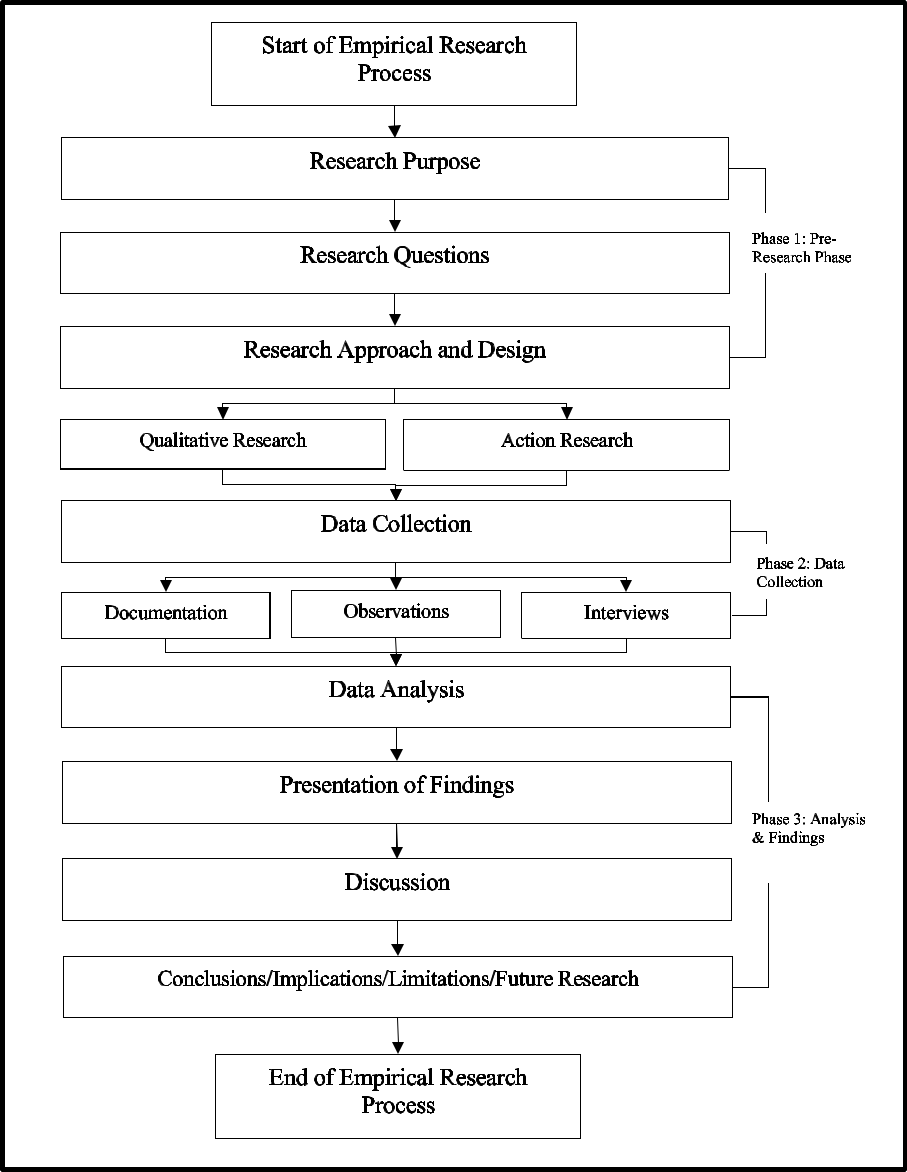 Start of Empirical Research
Process
Research Purpose
Phase 1: Pre-
Research Phase
Research Questions
Research Approach and Design
Qualitative Research
Action Research
Data Collection
Phase 2: Data
Collection
Documentation
Observations
Interviews
Data Analysis
Presentation of Findings
Phase 3: Analysis
& Findings
Discussion
Conclusions/Implications/Limitations/Future Research
End of Empirical Research
Process